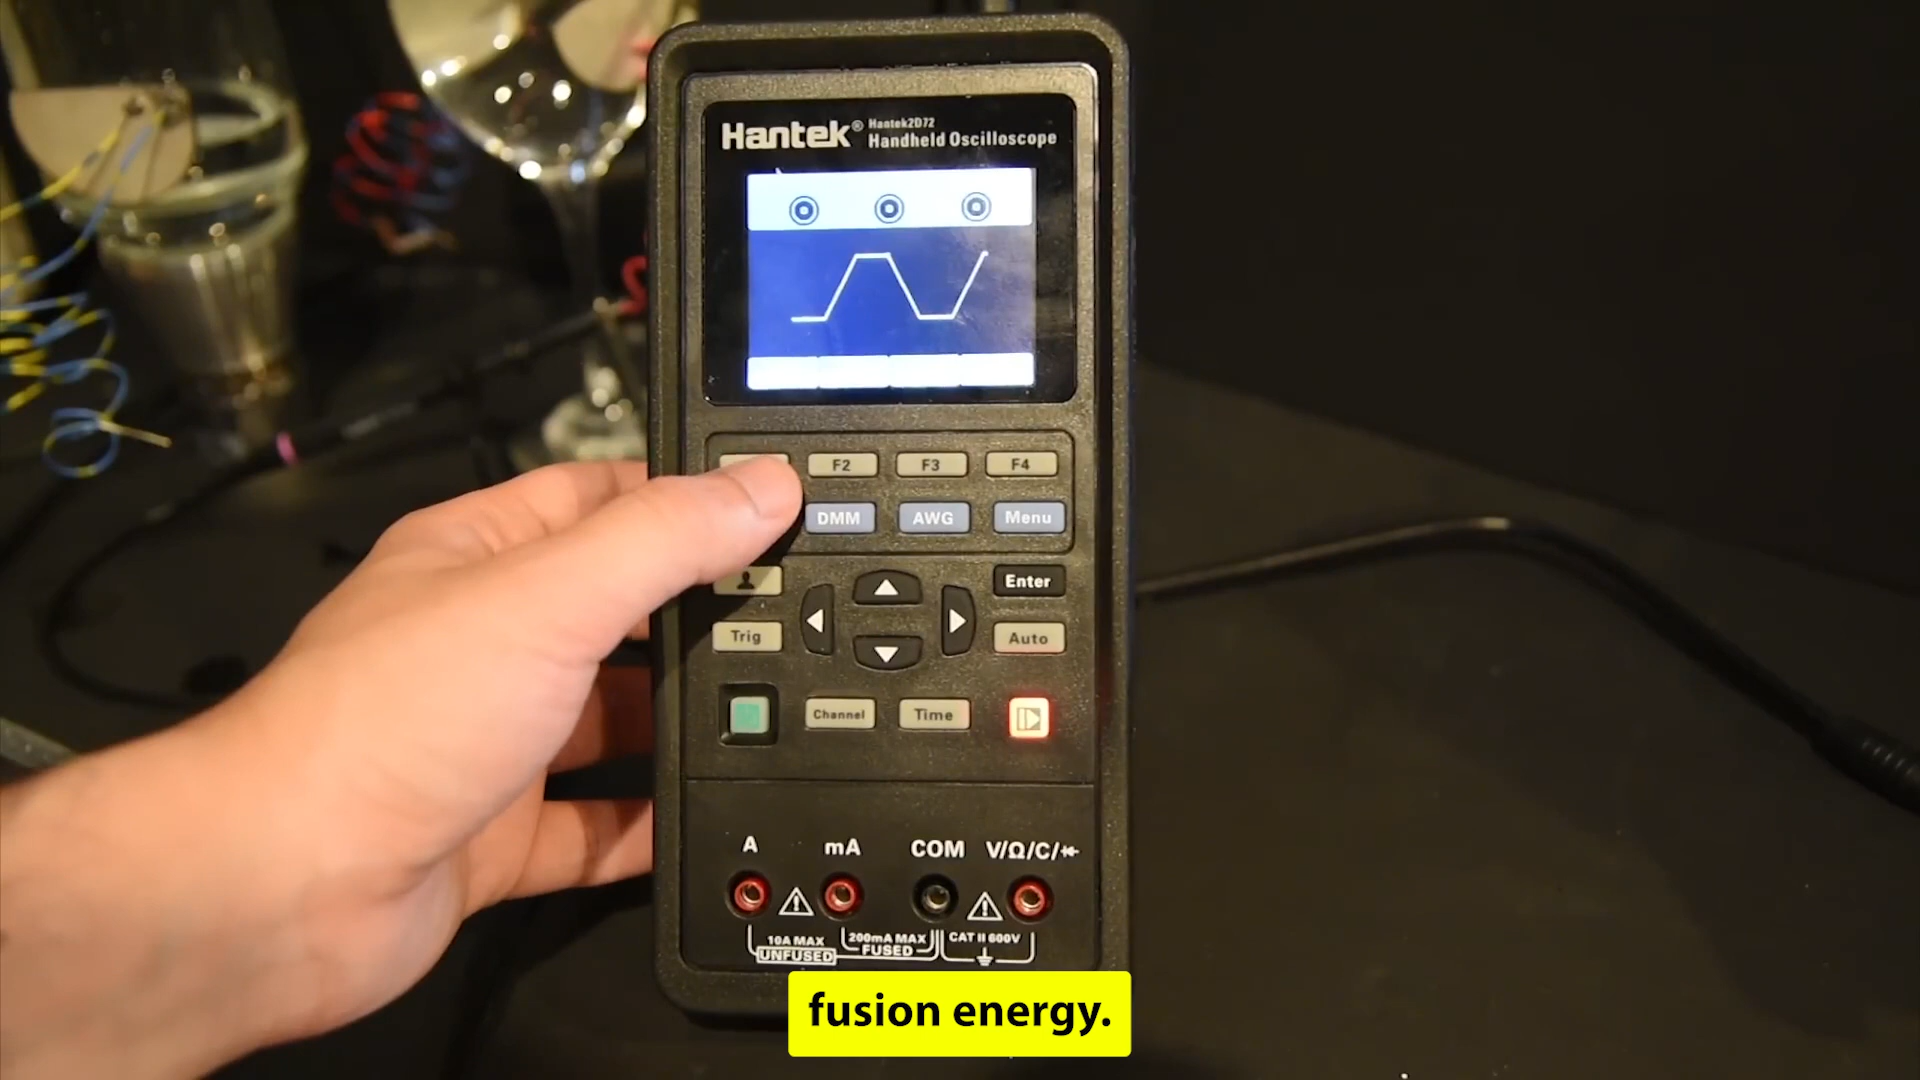 Hantek®
Hantek2D72
Handheld Oscilloscope
F2 F3 F4
DMM AWG Menu
Enter
Trig Auto
Channel Time
A mA COM V/Ω/C/
10A MAX 200mA MAX CAT II 600V
UNFUSED FUSED
fusion energy.